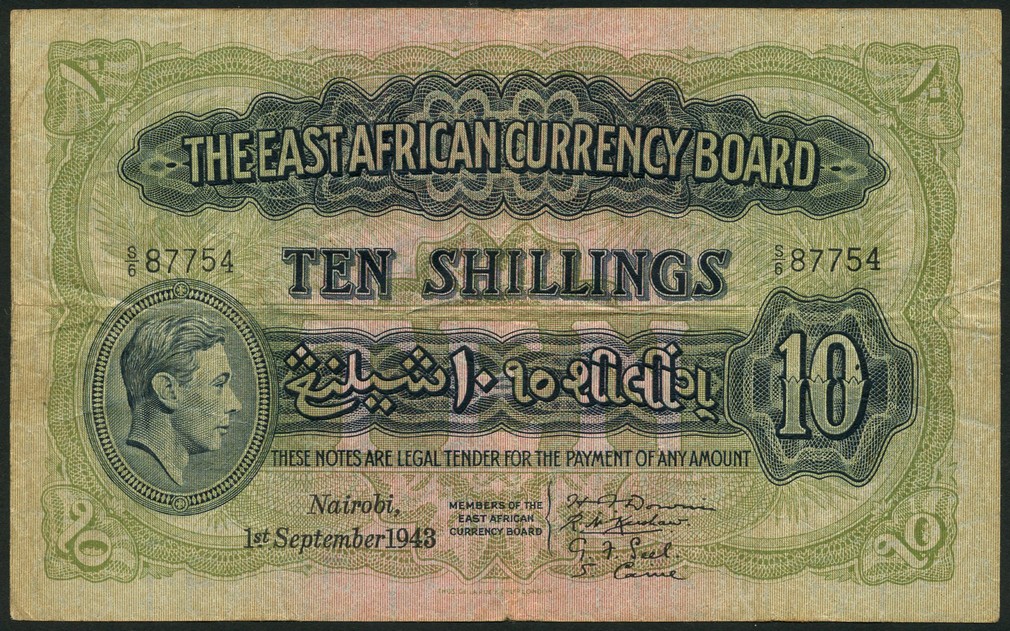 THE EAST AFRICAN CURRENCY BOARD
S/6 87754
S/6 87754
TEN SHILLINGS
شيلنج ١٠
૧૦ શીલીંગ
10
THESE NOTES ARE LEGAL TENDER FOR THE PAYMENT OF ANY AMOUNT
Nairobi,
1st September 1943
MEMBERS OF THE
EAST AFRICAN
CURRENCY BOARD